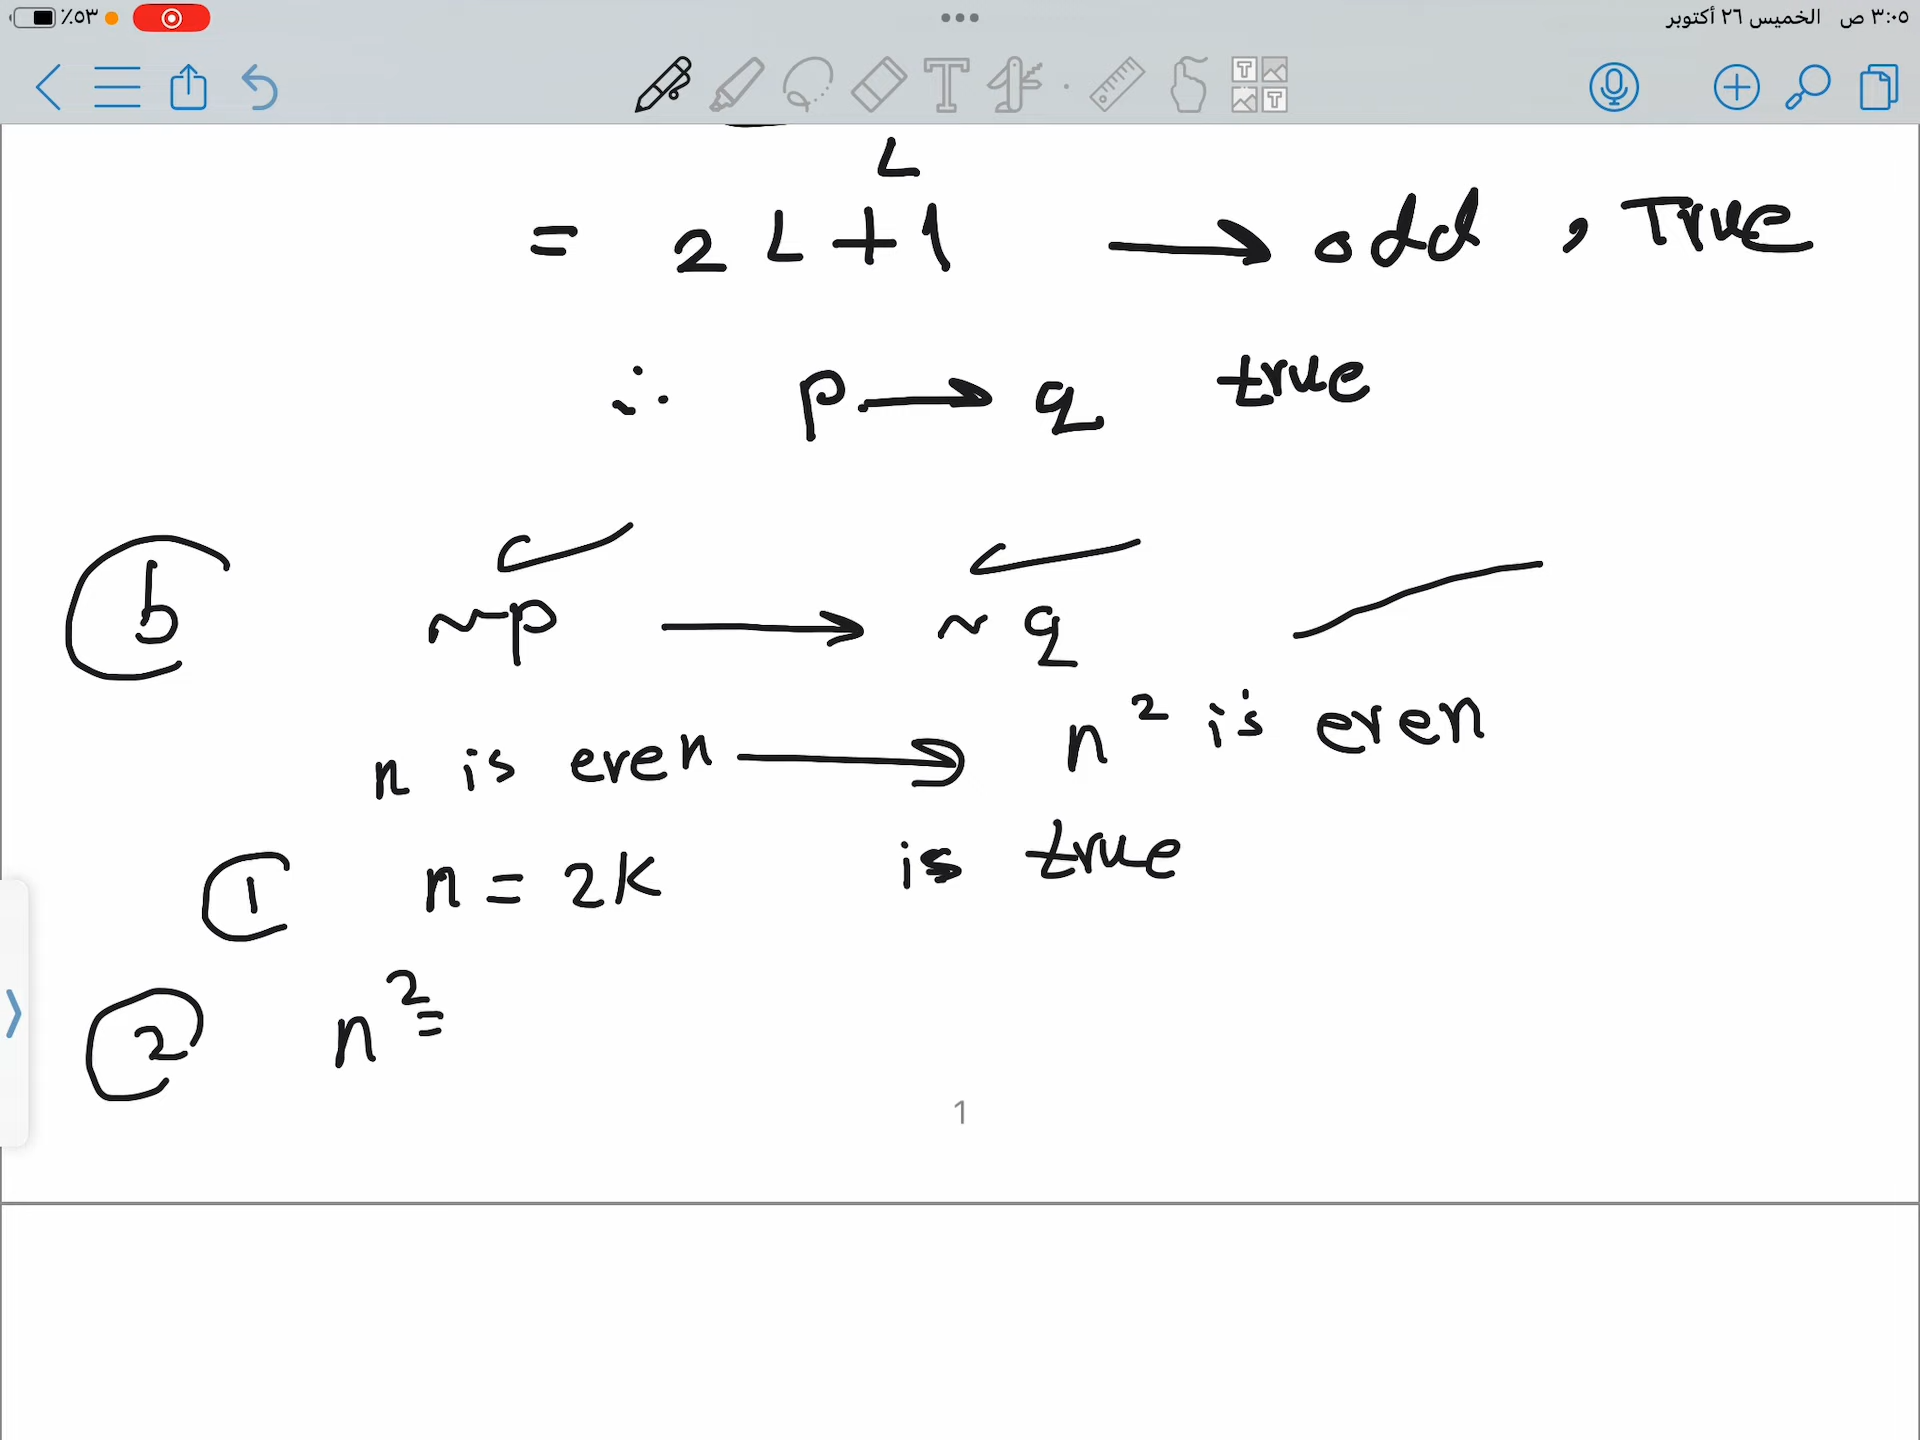 ٪٥٣
٣:٠٥ ص الخميس ٢٦ أكتوبر
L
= 2L+1 → odd , True
∴ p → q true
b ~p → ~q
n is even → n² is even
1 n = 2K is true
2 n² =
1